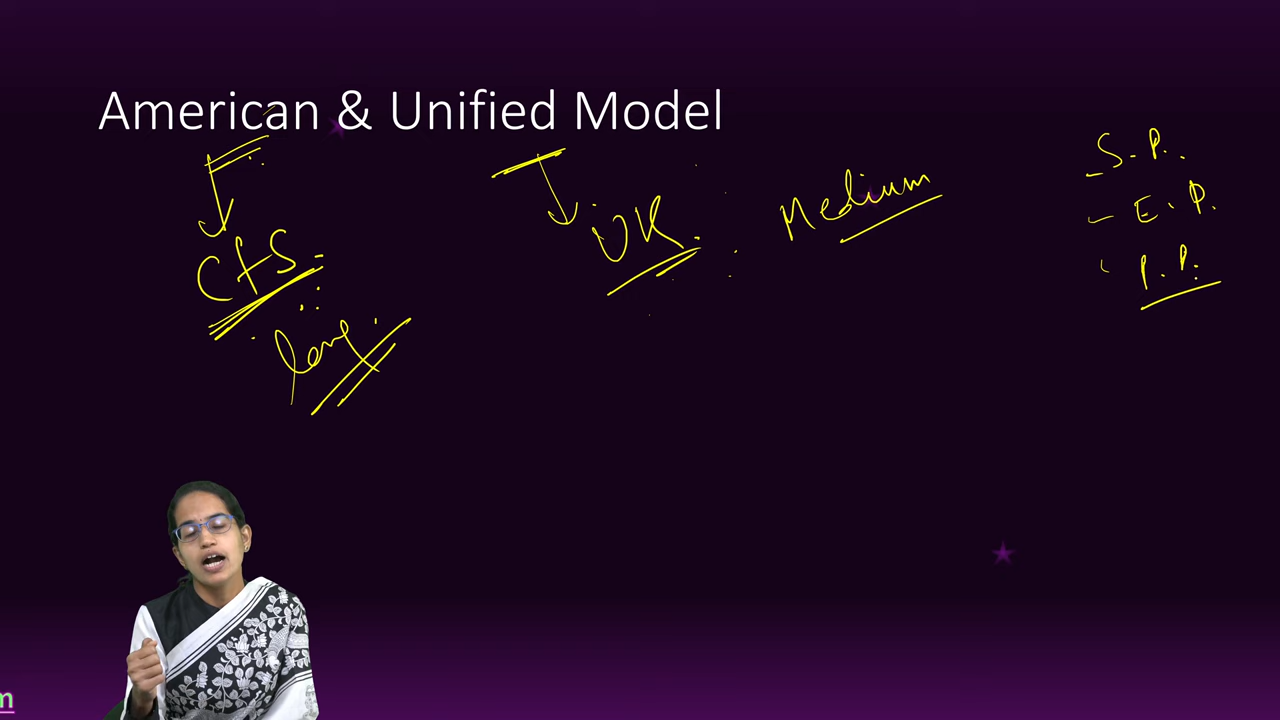 American & Unified Model
CfS.
long.
UK.
Medium
S.P.
E.P.
P.P.
m